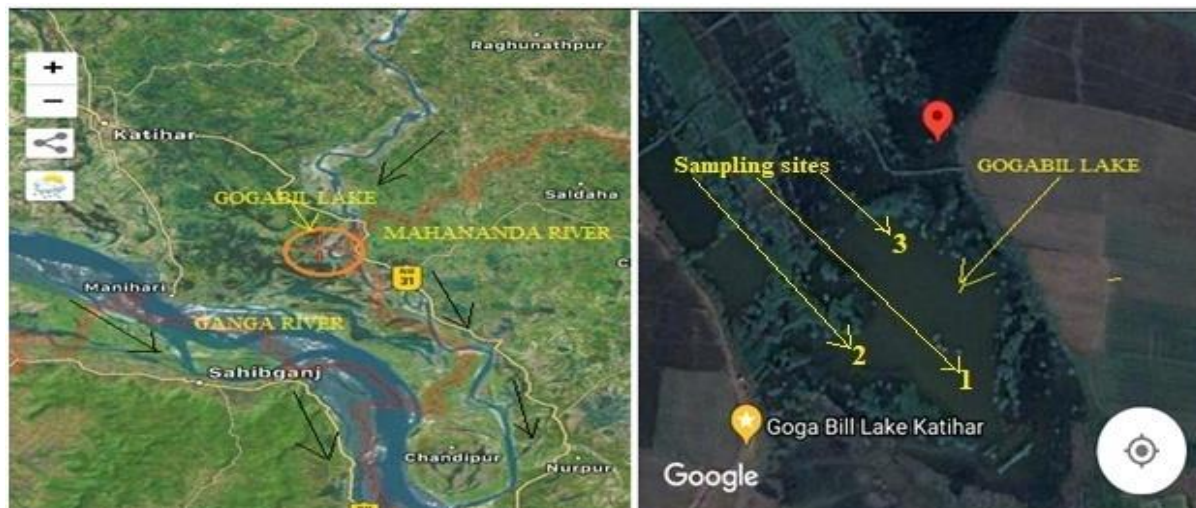 +
−
Raghunathpur
Katihar
GOGABIL LAKE
Saldaha
MAHANANDA RIVER
C
NH
31
Manihari
GANGA RIVER
Sahibganj
Chandipur
Nurpur
Sampling sites
GOGABIL LAKE
3
2
1
Goga Bill Lake Katihar
Google